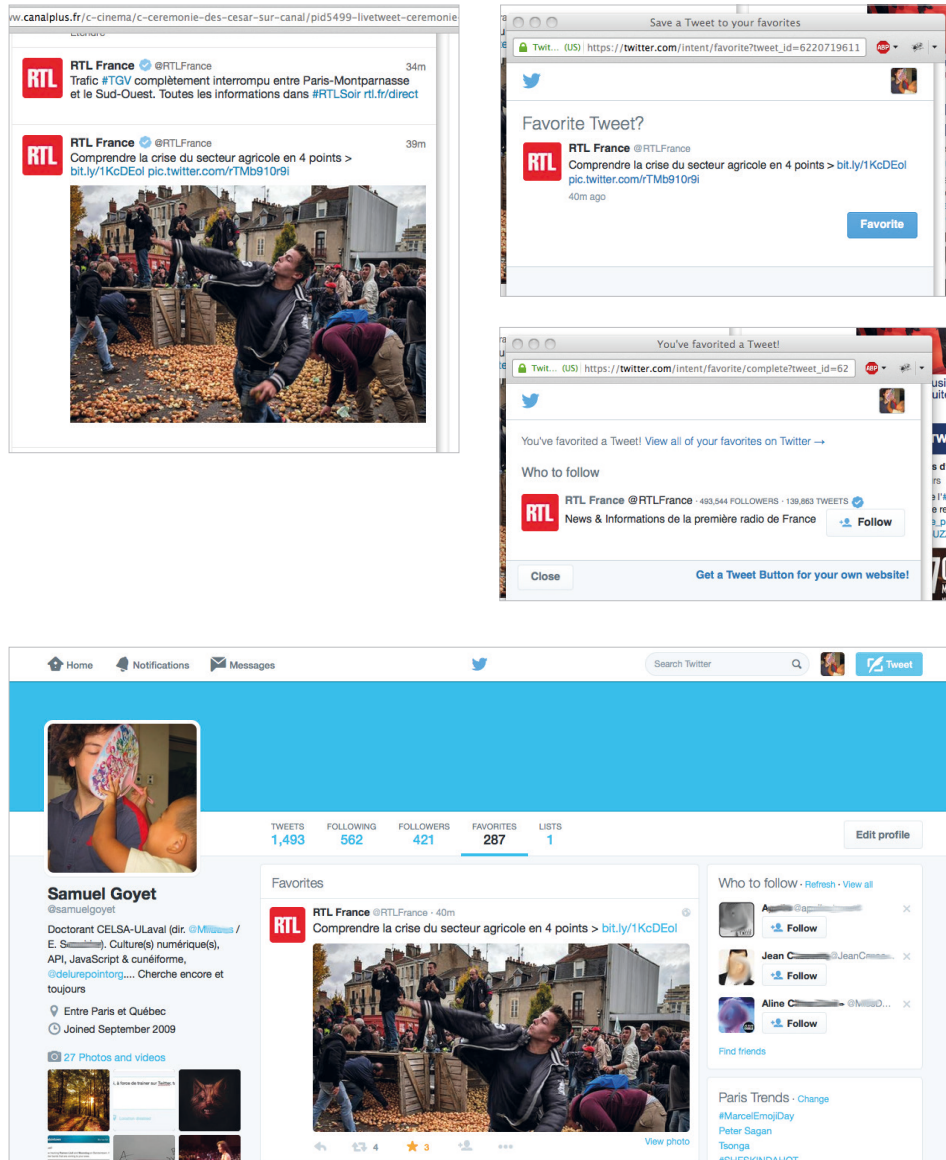 w.canalplus.fr/c-cinema/c-ceremonie-des-cesar-sur-canal/pid5499-livetweet-ceremonie
Etendre
RTL
RTL France @RTLFrance 34m
Trafic #TGV complètement interrompu entre Paris-Montparnasse
et le Sud-Ouest. Toutes les informations dans #RTLSoir rtl.fr/direct
RTL
RTL France @RTLFrance 39m
Comprendre la crise du secteur agricole en 4 points >
bit.ly/1KcDEol pic.twitter.com/rTMb910r9i
Save a Tweet to your favorites
Twit... (US) https://twitter.com/intent/favorite?tweet_id=6220719611
ABP
Favorite Tweet?
RTL
RTL France @RTLFrance
Comprendre la crise du secteur agricole en 4 points > bit.ly/1KcDEol
pic.twitter.com/rTMb910r9i
40m ago
Favorite
You've favorited a Tweet!
Twit... (US) https://twitter.com/intent/favorite/complete?tweet_id=62
ABP
You've favorited a Tweet! View all of your favorites on Twitter →
Who to follow
RTL
RTL France @RTLFrance · 493,544 FOLLOWERS · 139,863 TWEETS
News & Informations de la première radio de France
Follow
Close
Get a Tweet Button for your own website!
Home Notifications Messages
Search Twitter
Tweet
TWEETS FOLLOWING FOLLOWERS FAVORITES LISTS
1,493 562 421 287 1
Edit profile
Samuel Goyet
@samuelgoyet
Doctorant CELSA-ULaval (dir. /
E. ). Culture(s) numérique(s),
API, JavaScript & cunéiforme,
@delurepointorg.... Cherche encore et
toujours
Entre Paris et Québec
Joined September 2009
27 Photos and videos
Favorites
RTL
RTL France @RTLFrance · 40m
Comprendre la crise du secteur agricole en 4 points > bit.ly/1KcDEol
4 3
View photo
Who to follow · Refresh · View all
Follow
Jean
Follow
Aline
Follow
Find friends
Paris Trends · Change
#MarcelEmojiDay
Peter Sagan
Tsonga